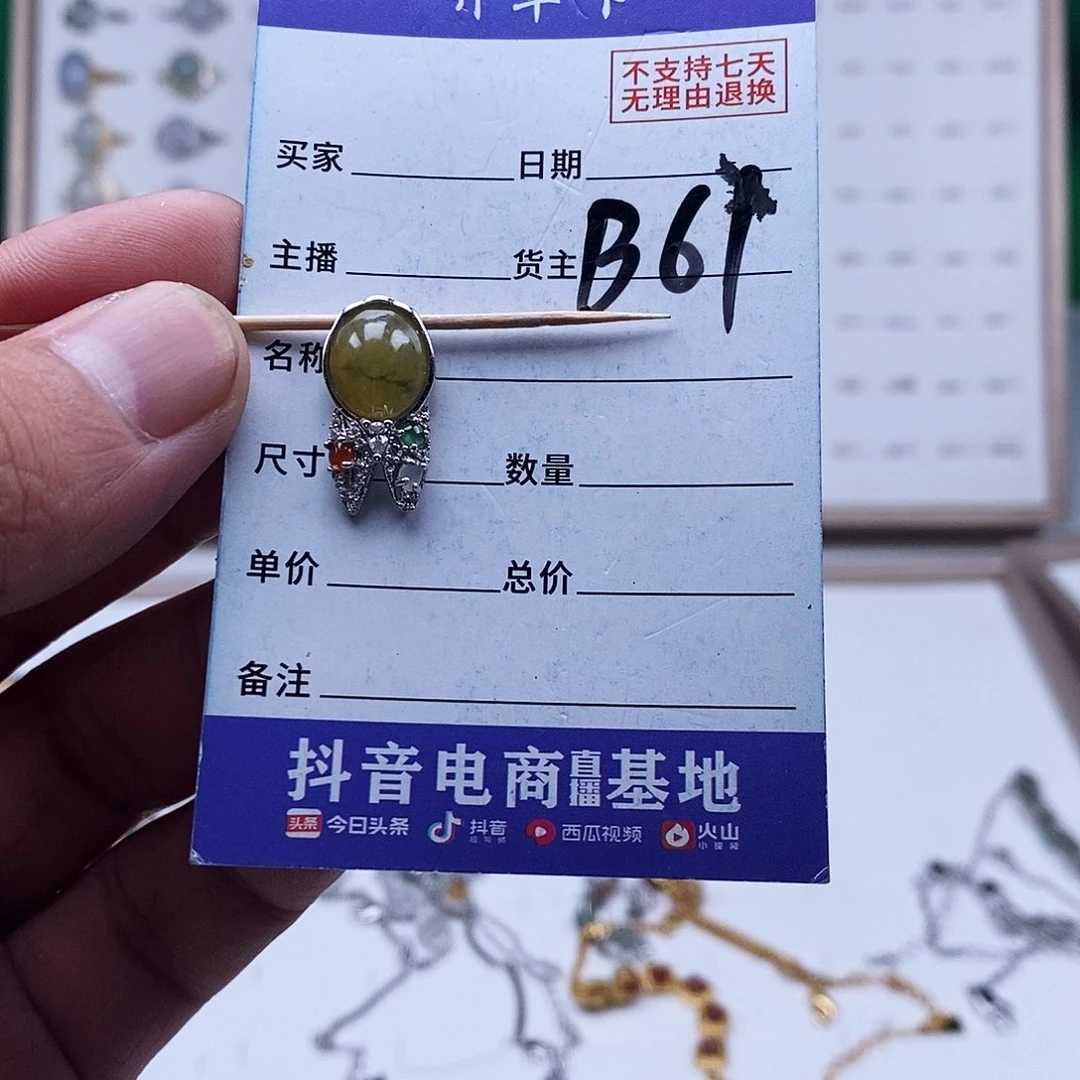 不支持七天
无理由退换
买家 日期
主播 货主 B61
名称
尺寸 数量
单价 总价
备注
抖音电商直播基地
头条 今日头条 抖音 西瓜视频 火山